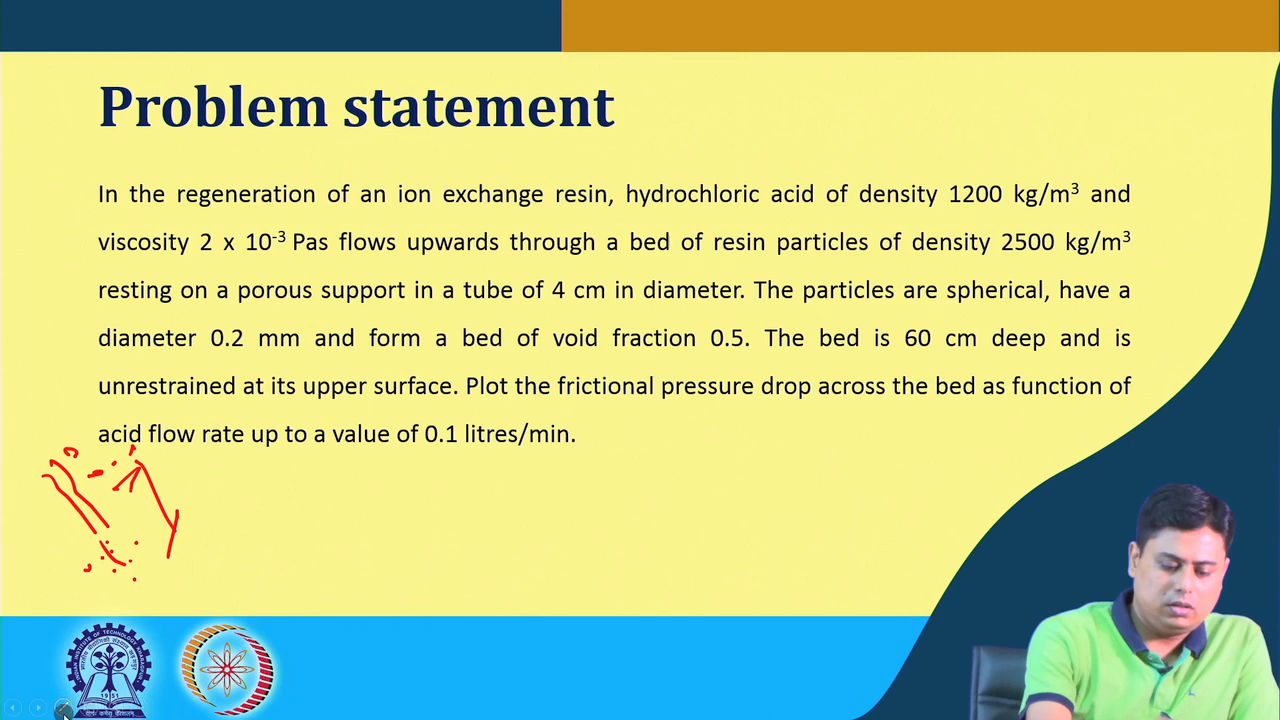 Problem statement
In the regeneration of an ion exchange resin, hydrochloric acid of density 1200 kg/m³ and
viscosity 2 x 10⁻³ Pas flows upwards through a bed of resin particles of density 2500 kg/m³
resting on a porous support in a tube of 4 cm in diameter. The particles are spherical, have a
diameter 0.2 mm and form a bed of void fraction 0.5. The bed is 60 cm deep and is
unrestrained at its upper surface. Plot the frictional pressure drop across the bed as function of
acid flow rate up to a value of 0.1 litres/min.
1951